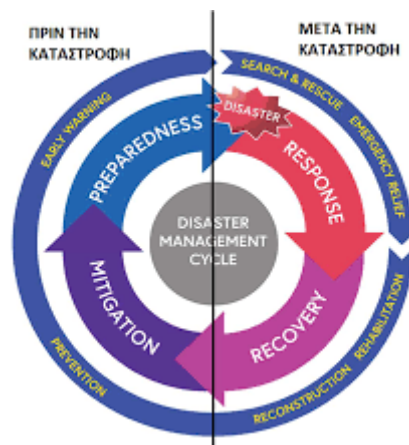 ΠΡΙΝ ΤΗΝ
ΚΑΤΑΣΤΡΟΦΗ
ΜΕΤΑ ΤΗΝ
ΚΑΤΑΣΤΡΟΦΗ
EARLY WARNING
SEARCH & RESCUE
EMERGENCY RELIEF
DISASTER
PREPAREDNESS
RESPONSE
DISASTER
MANAGEMENT
CYCLE
MITIGATION
RECOVERY
PREVENTION
RECONSTRUCTION
REHABILITATION